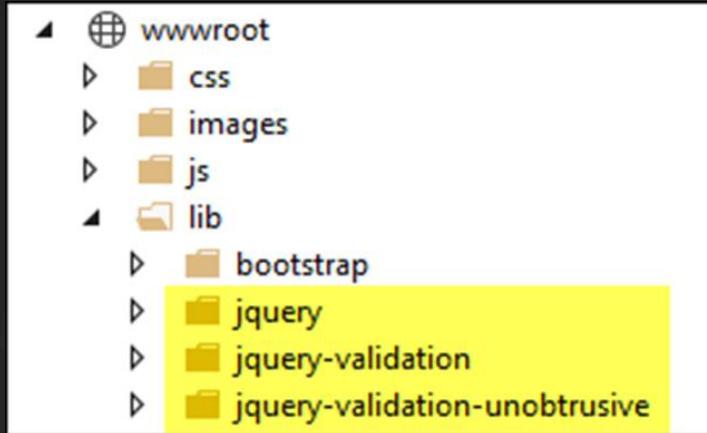 wwwroot
css
images
js
lib
bootstrap
jquery
jquery-validation
jquery-validation-unobtrusive